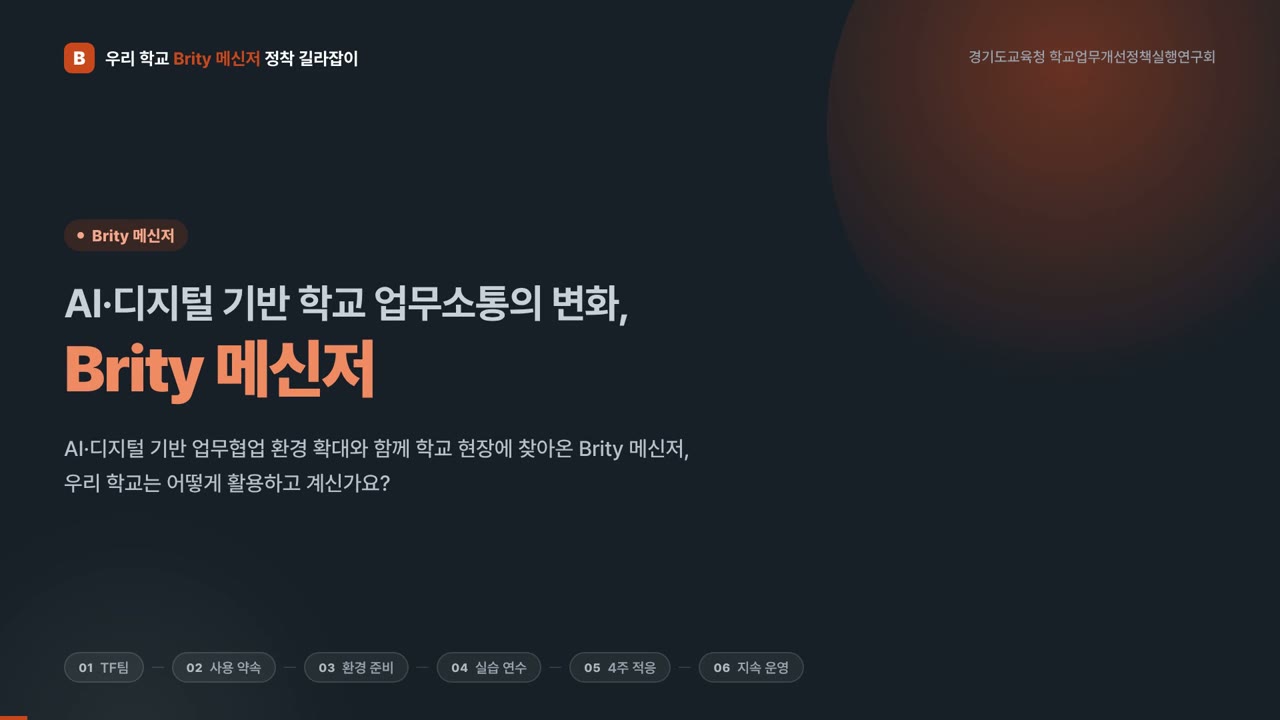 B 우리 학교 Brity 메신저 정착 길라잡이
경기도교육청 학교업무개선정책실행연구회
Brity 메신저
AI·디지털 기반 학교 업무소통의 변화,
Brity 메신저
AI·디지털 기반 업무협업 환경 확대와 함께 학교 현장에 찾아온 Brity 메신저,
우리 학교는 어떻게 활용하고 계신가요?
01 TF팀 — 02 사용 약속 — 03 환경 준비 — 04 실습 연수 — 05 4주 적응 — 06 지속 운영